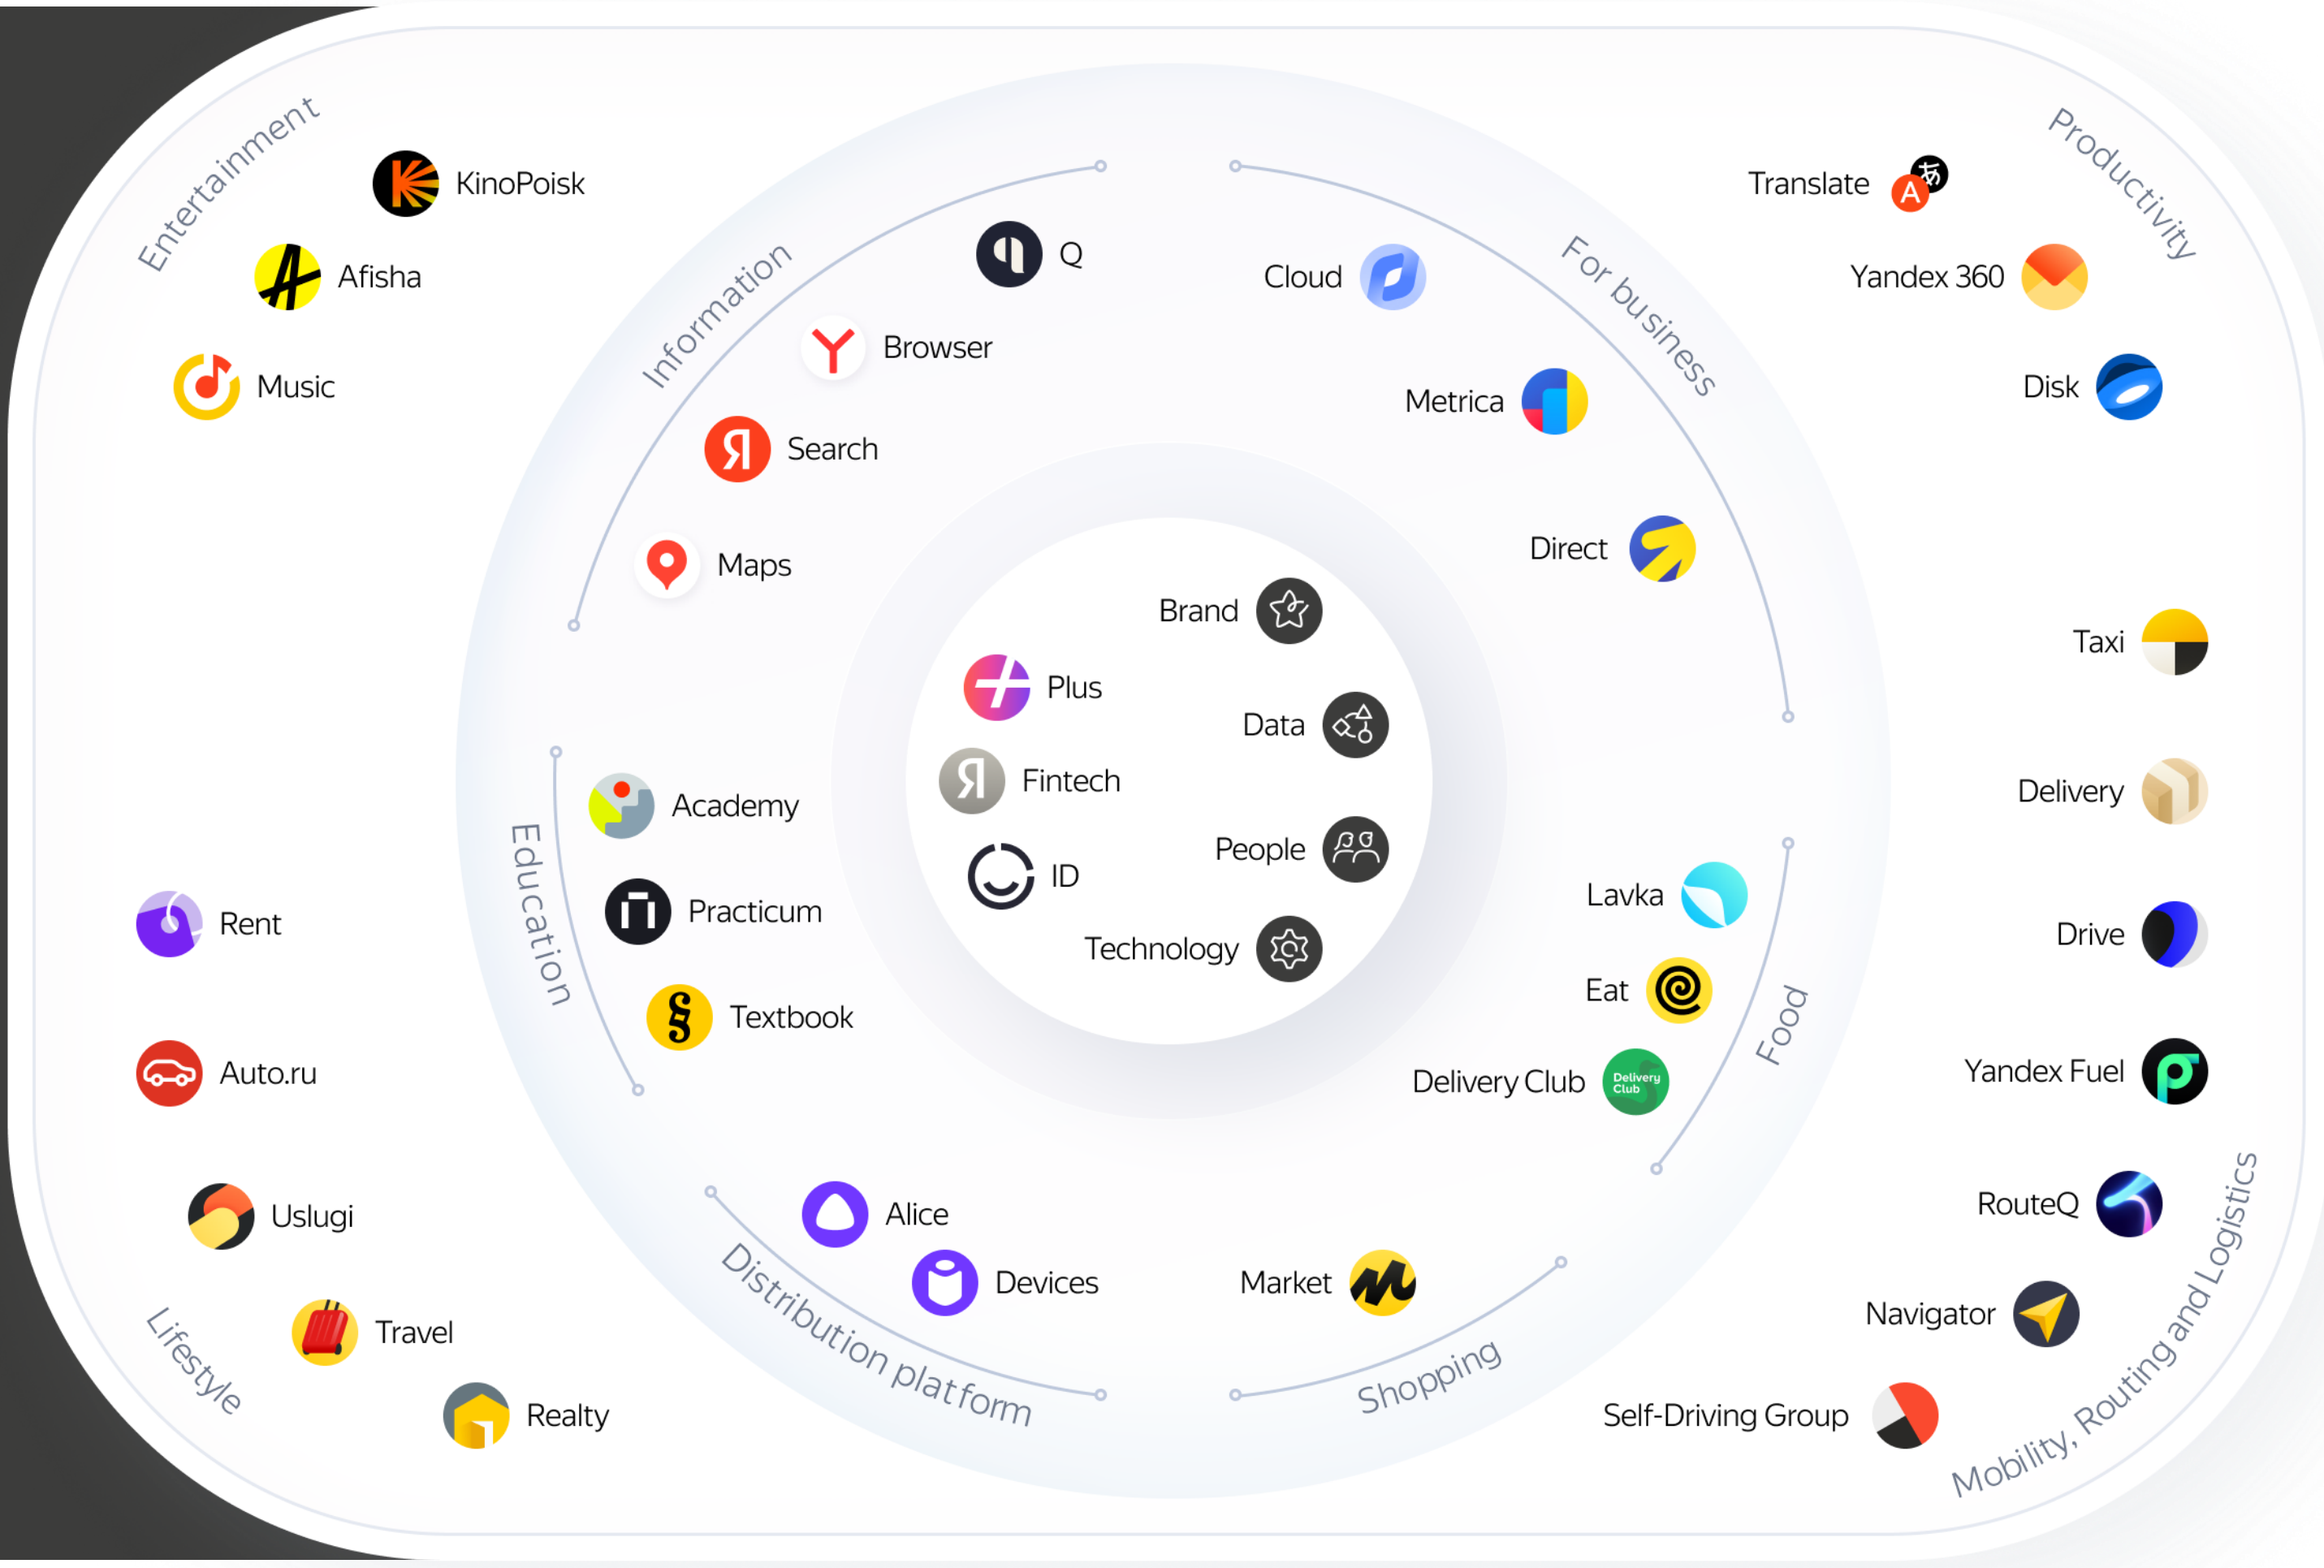 Entertainment
KinoPoisk
Afisha
Music
Information
Q
Browser
Search
Maps
For business
Cloud
Metrica
Direct
Productivity
Translate
A
あ
Yandex 360
Disk
Brand
Plus
Data
Я Fintech
People
ID
Technology
Education
Academy
Practicum
Textbook
Food
Lavka
Eat
Delivery Club
Delivery
Club
Taxi
Delivery
Drive
Yandex Fuel
RouteQ
Navigator
Self-Driving Group
Mobility, Routing and Logistics
Rent
Auto.ru
Uslugi
Travel
Realty
Lifestyle
Alice
Devices
Distribution platform
Market
Shopping